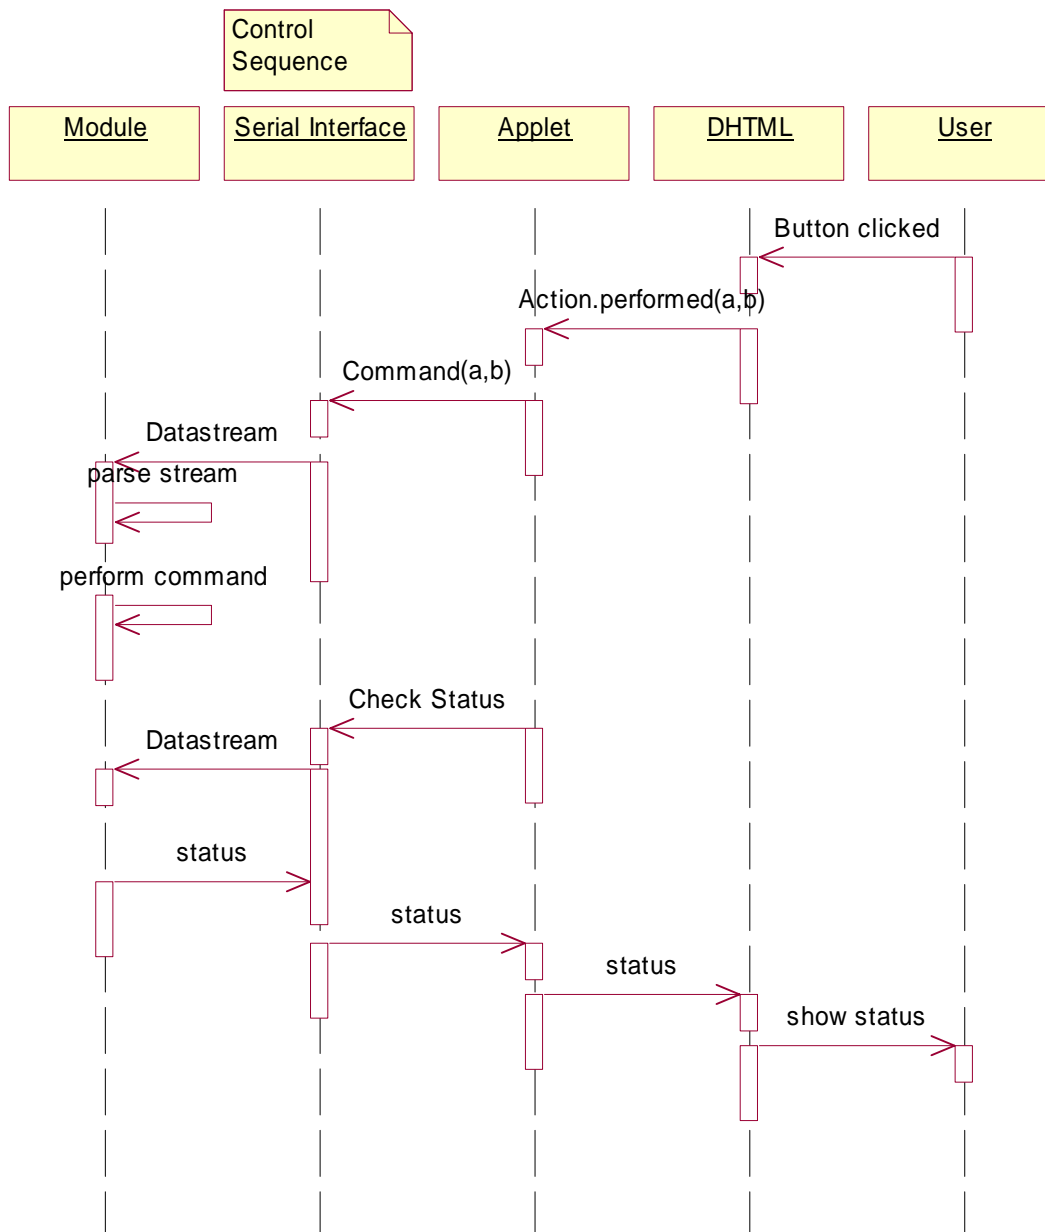 Control
Sequence
Module
Serial Interface
Applet
DHTML
User
Button clicked
Action.performed(a,b)
Command(a,b)
Datastream
parse stream
perform command
Check Status
Datastream
status
status
status
show status